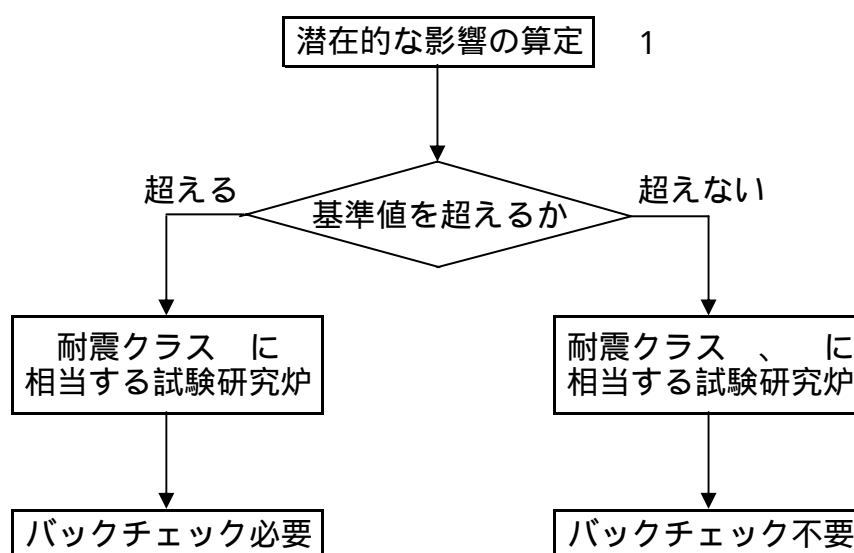 潜在的な影響の算定 1
超える
基準値を超えるか
超えない
耐震クラス に
相当する試験研究炉
耐震クラス 、 に
相当する試験研究炉
バックチェック必要
バックチェック不要